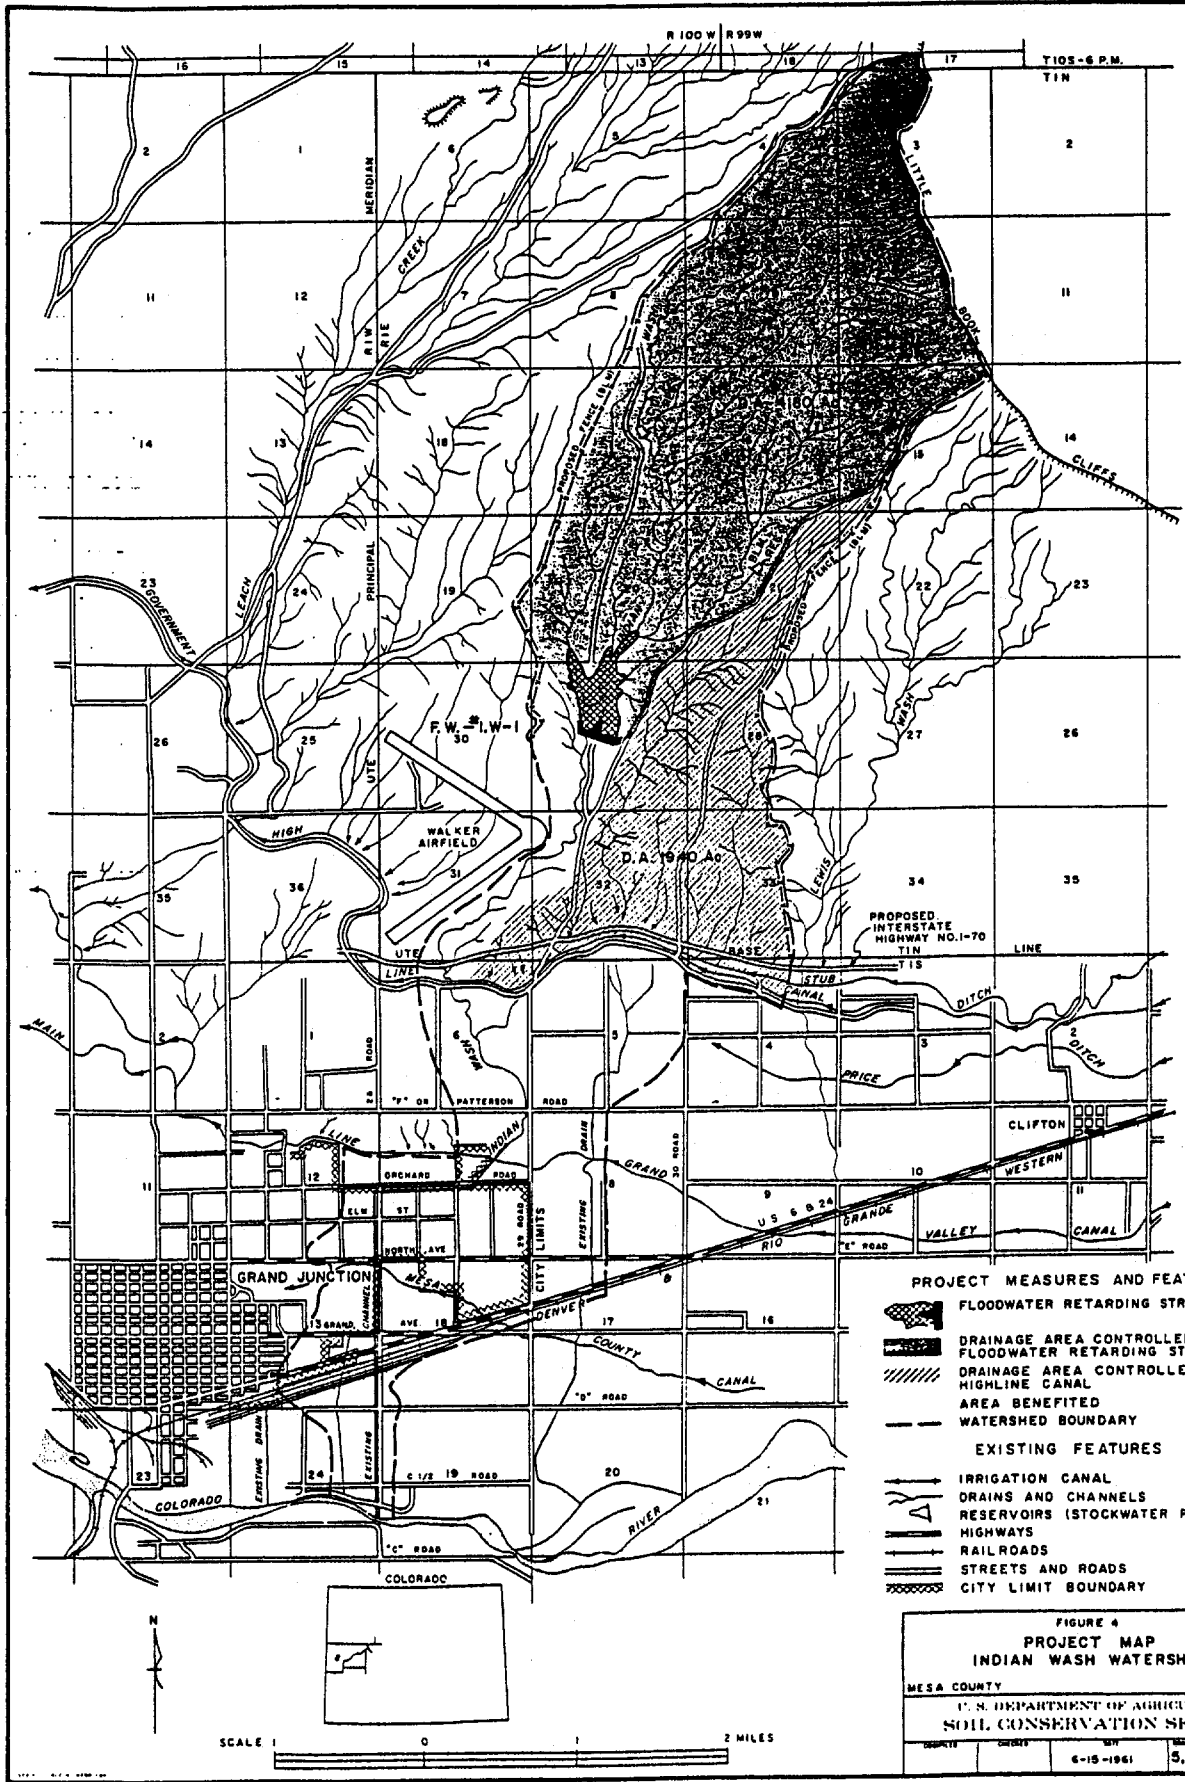 R 100 W R 99 W
16
15
14
13
18
17
T10S-6 P.M.
T1N
2
1
6
5
4
3
2
MERIDIAN
LITTLE
CREEK
11
12
7
8
11
R1W
R1E
BOOK
PROPOSED FENCE (BLM)
14
13
18
15
14
CLIFFS
PRINCIPAL
23
GOVERNMENT
LEACH
24
19
22
23
PROPOSED FENCE (BLM)
WASH
26
25
F. W. #1.W-1
30
28
27
26
UTE
HIGH
WALKER
AIRFIELD
31
D.A. 1940 Ac.
35
36
32
33
LEWIS
34
35
PROPOSED
INTERSTATE
HIGHWAY NO. I-70
UTE
BASE
T1N
LINE
T1S
LINE
STUB
CANAL
DITCH
MAIN
2
1
6
WASH
5
4
3
2
DITCH
28 ROAD
PRICE
"F" OR PATTERSON ROAD
CLIFTON
LINE
INDIAN
DRAIN
GRAND
30 ROAD
WESTERN
11
12
ORCHARD ROAD
8
9
10
11
ELM ST
29 ROAD
LIMITS
EXISTING
U S 6 & 24
GRANDE
RIO
VALLEY CANAL
NORTH AVE
"E" ROAD
GRAND JUNCTION
MESA
CITY
DENVER
8
CHANNEL
13
GRAND AVE.
18
17
16
COUNTY
CANAL
"D" ROAD
EXISTING DRAIN
EXISTING
23
24
C 1/2 19 ROAD
20
21
COLORADO
RIVER
"C" ROAD
PROJECT MEASURES AND FEA
FLOODWATER RETARDING STR
DRAINAGE AREA CONTROLLE
FLOODWATER RETARDING ST
DRAINAGE AREA CONTROLLE
HIGHLINE CANAL
AREA BENEFITED
WATERSHED BOUNDARY
EXISTING FEATURES
IRRIGATION CANAL
DRAINS AND CHANNELS
RESERVOIRS (STOCKWATER P
HIGHWAYS
RAILROADS
STREETS AND ROADS
CITY LIMIT BOUNDARY
COLORADO
N
SCALE 1 0 1 2 MILES
FIGURE 4
PROJECT MAP
INDIAN WASH WATERSH
MESA COUNTY
U. S. DEPARTMENT OF AGRICU
SOIL CONSERVATION SE
6-15-1961
5,